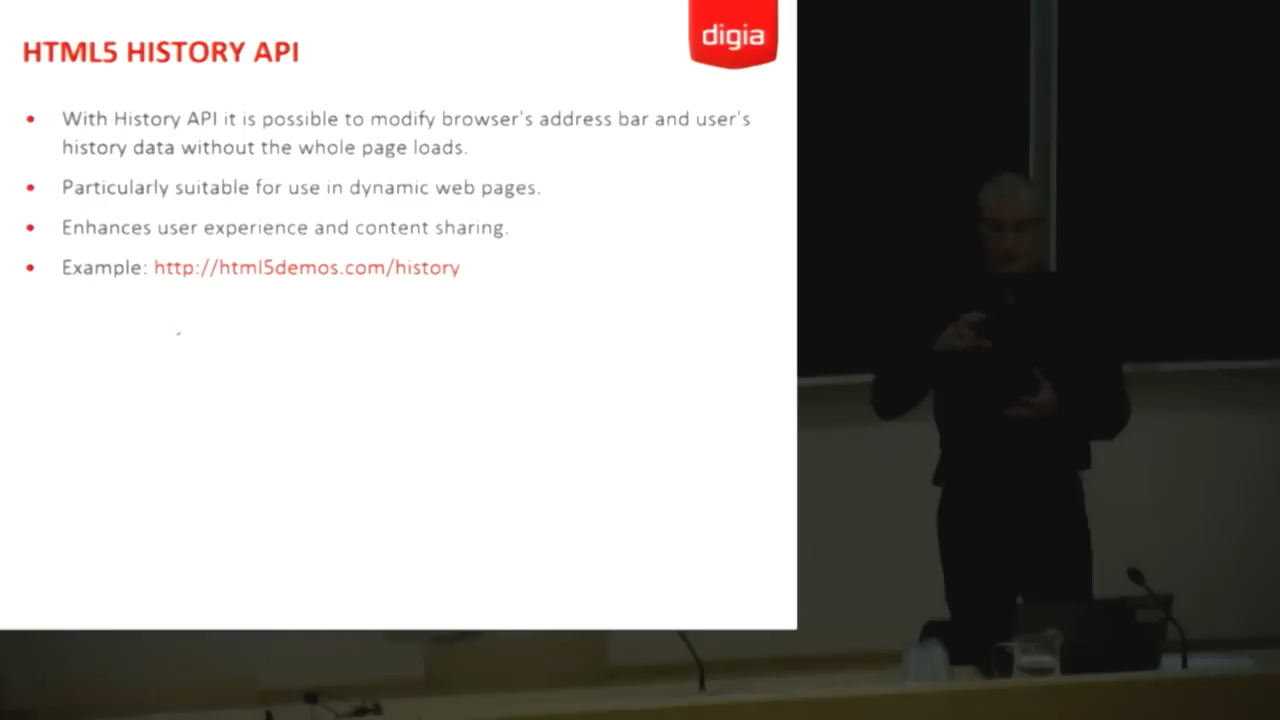 digia
HTML5 HISTORY API
With History API it is possible to modify browser's address bar and user's
history data without the whole page loads.
Particularly suitable for use in dynamic web pages.
Enhances user experience and content sharing.
Example: http://html5demos.com/history